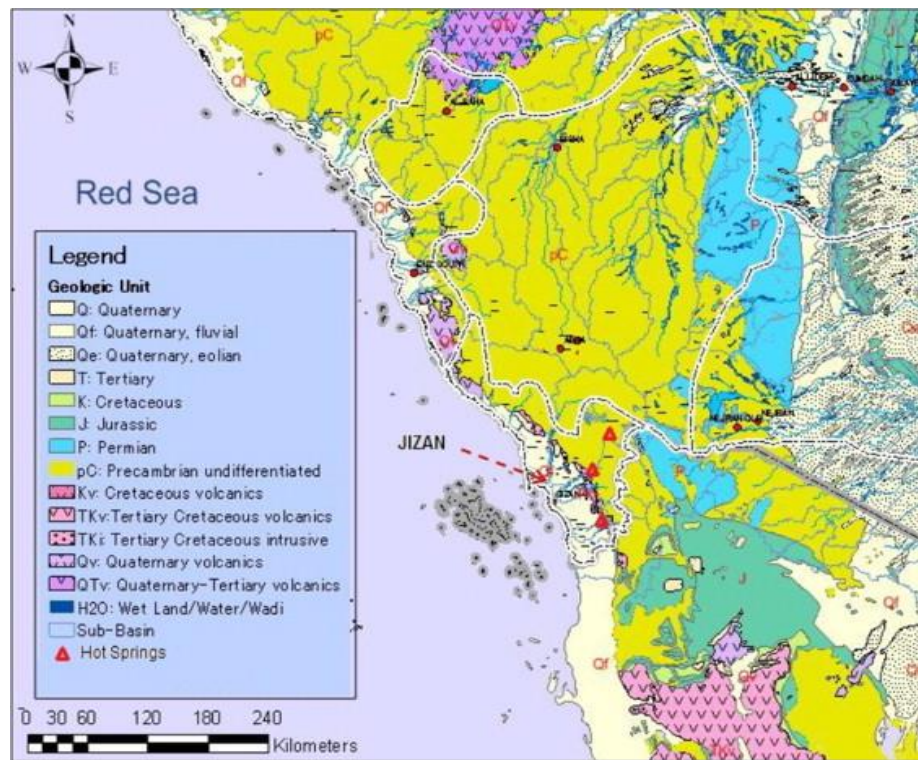 N
W E
S
Red Sea
Legend
Geologic Unit
Q: Quaternary
Qf: Quaternary, fluvial
Qe: Quaternary, eolian
T: Tertiary
K: Cretaceous
J: Jurassic
P: Permian
pC: Precambrian undifferentiated
Kv: Cretaceous volcanics
TKv:Tertiary Cretaceous volcanics
TKi: Tertiary Cretaceous intrusive
Qv: Quaternary volcanics
QTv: Quaternary-Tertiary volcanics
H2O: Wet Land/Water/Wadi
Sub-Basin
Hot Springs
0 30 60 120 180 240
Kilometers
JIZAN
pC
QTv
J
Qf
Qf
Qf
pC
P
P
J
Qf